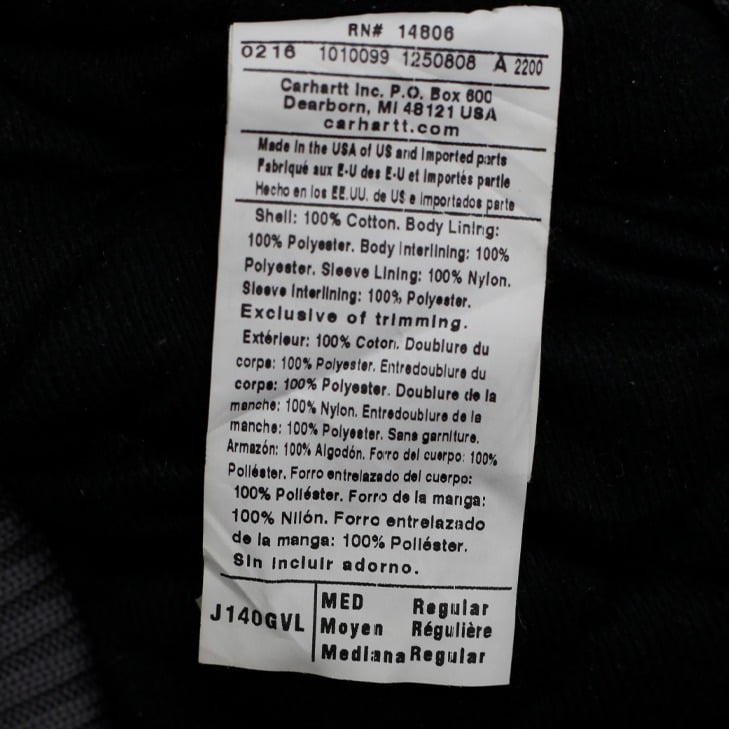 RN# 14806
0216 1010099 1250808 A 2200
Carhartt Inc. P.O. Box 600
Dearborn, MI 48121 USA
carhartt.com
Made in the USA of US and Imported parts
Fabriqué aux E-U des E-U et importés partie
Hecho en los EE.UU. de US e importados parte
Shell: 100% Cotton. Body Lining:
100% Polyester. Body Interlining: 100%
Polyester. Sleeve Lining: 100% Nylon.
Sleeve Interlining: 100% Polyester.
Exclusive of trimming.
Extérieur: 100% Coton. Doublure du
corps: 100% Polyester. Entredoublure du
corps: 100% Polyester. Doublure de la
manche: 100% Nylon. Entredoublure de la
manche: 100% Polyester. Sans garniture.
Armazón: 100% Algodón. Forro del cuerpo: 100%
Poliéster. Forro entrelazado del cuerpo:
100% Poliéster. Forro de la manga:
100% Nilón. Forro entrelazado
de la manga: 100% Poliéster.
Sin incluir adorno.
J140GVL
MED Regular
Moyen Régulière
Mediana Regular